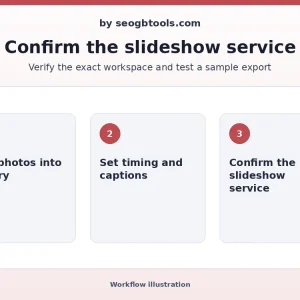 by seogbtools.com
Confirm the slideshow service
Verify the exact workspace and test a sample export
photos into
2
Set timing and
captions
3
Confirm the
slideshow
service
Workflow illustration